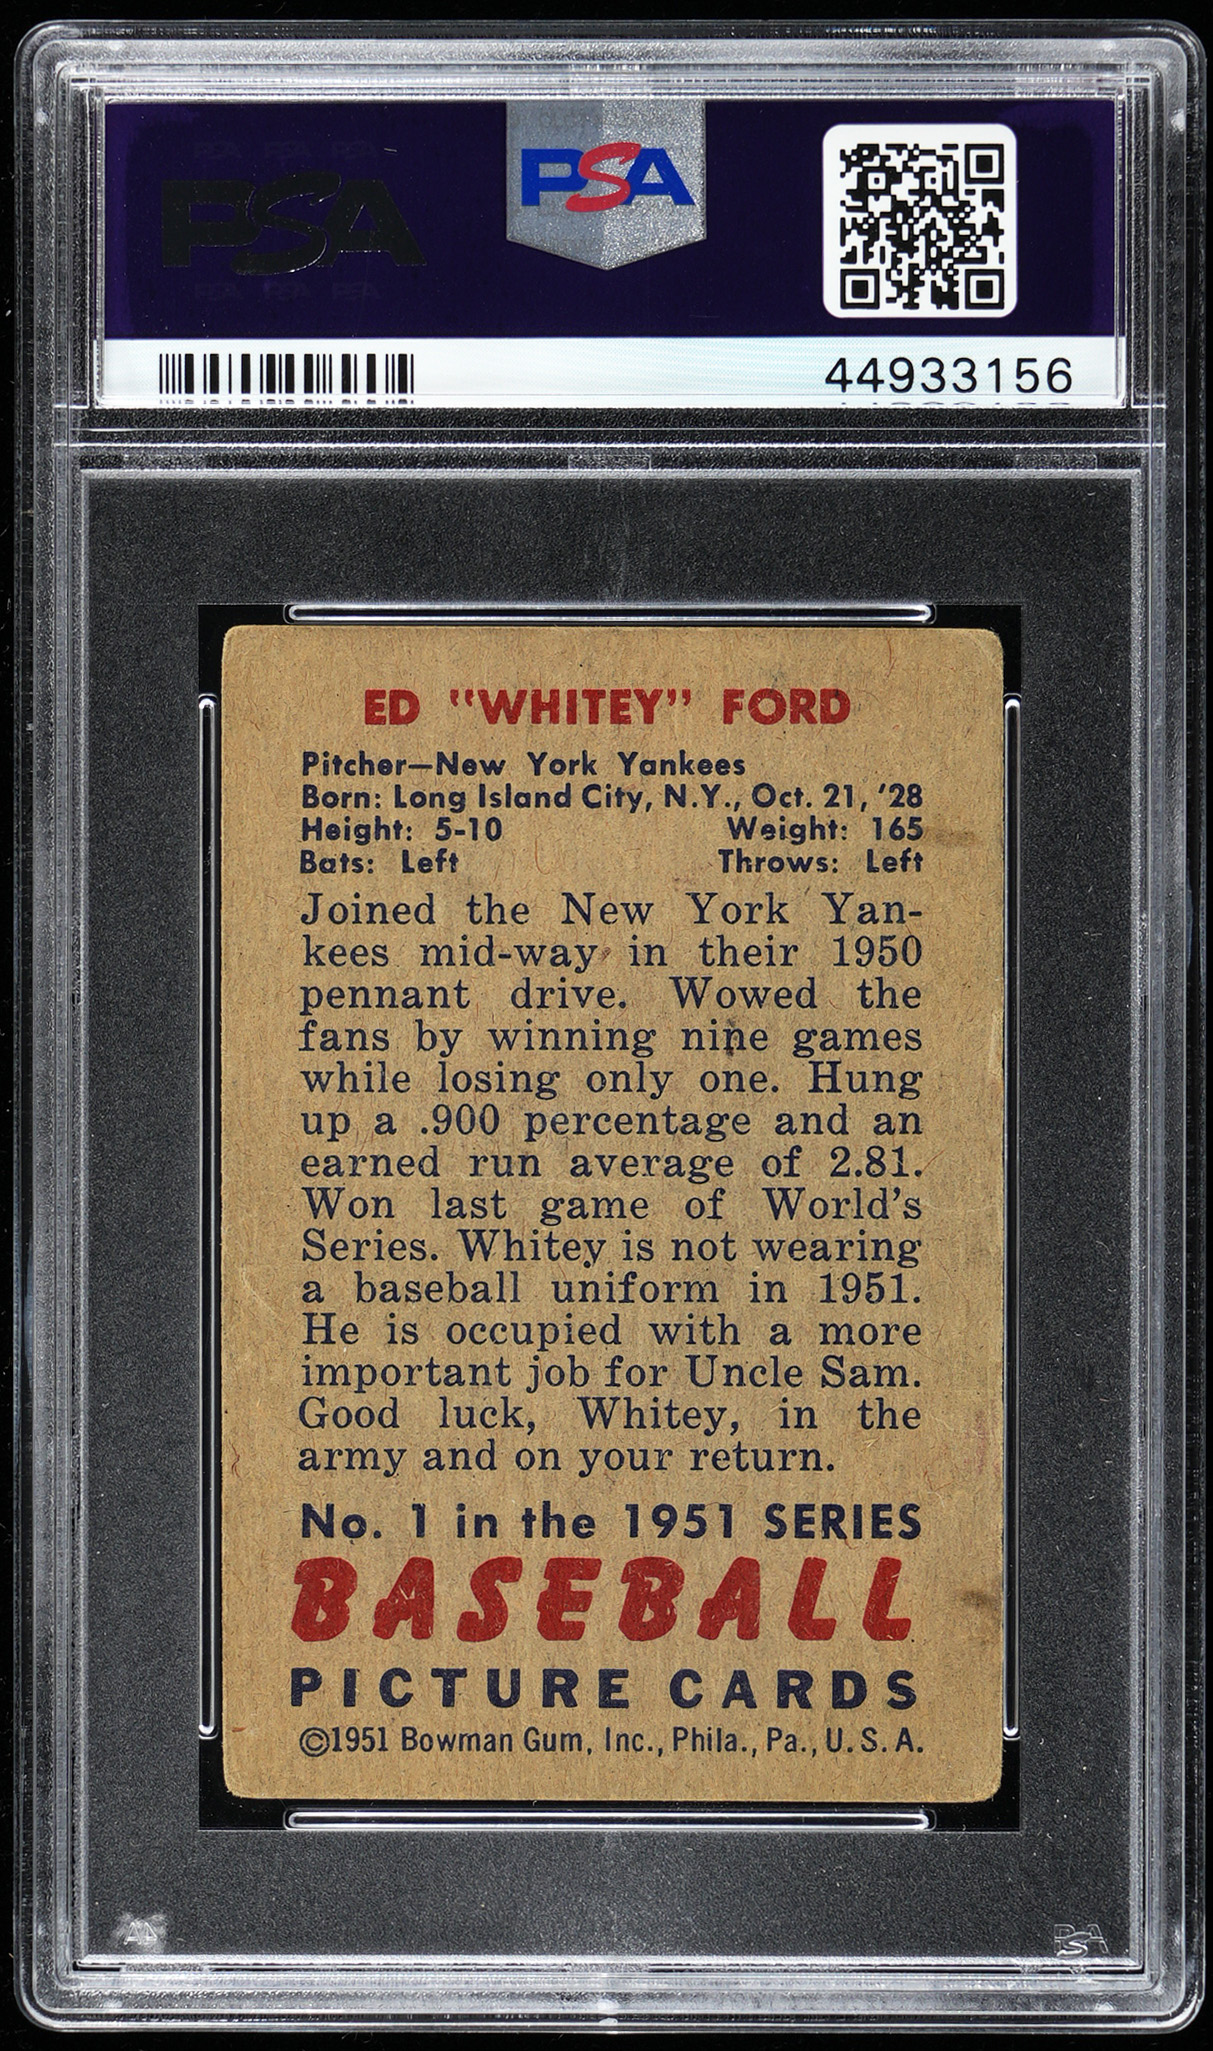 PSA
PSA
44933156
ED "WHITEY" FORD
Pitcher—New York Yankees
Born: Long Island City, N.Y., Oct. 21, '28
Height: 5-10 Weight: 165
Bats: Left Throws: Left
Joined the New York Yan-
kees mid-way in their 1950
pennant drive. Wowed the
fans by winning nine games
while losing only one. Hung
up a .900 percentage and an
earned run average of 2.81.
Won last game of World's
Series. Whitey is not wearing
a baseball uniform in 1951.
He is occupied with a more
important job for Uncle Sam.
Good luck, Whitey, in the
army and on your return.
No. 1 in the 1951 SERIES
BASEBALL
PICTURE CARDS
©1951 Bowman Gum, Inc., Phila., Pa., U.S.A.
PSA